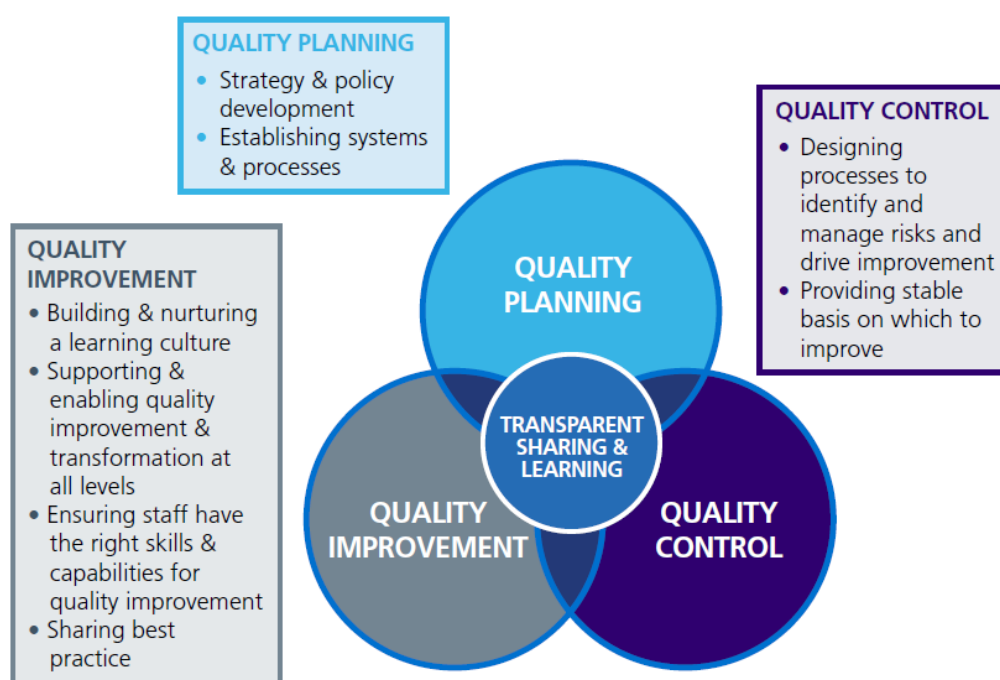 QUALITY PLANNING
• Strategy & policy
development
• Establishing systems
& processes
QUALITY CONTROL
• Designing
processes to
identify and
manage risks and
drive improvement
• Providing stable
basis on which to
improve
QUALITY
IMPROVEMENT
• Building & nurturing
a learning culture
• Supporting &
enabling quality
improvement &
transformation at
all levels
• Ensuring staff have
the right skills &
capabilities for
quality improvement
• Sharing best
practice
QUALITY
PLANNING
TRANSPARENT
SHARING &
LEARNING
QUALITY
IMPROVEMENT
QUALITY
CONTROL